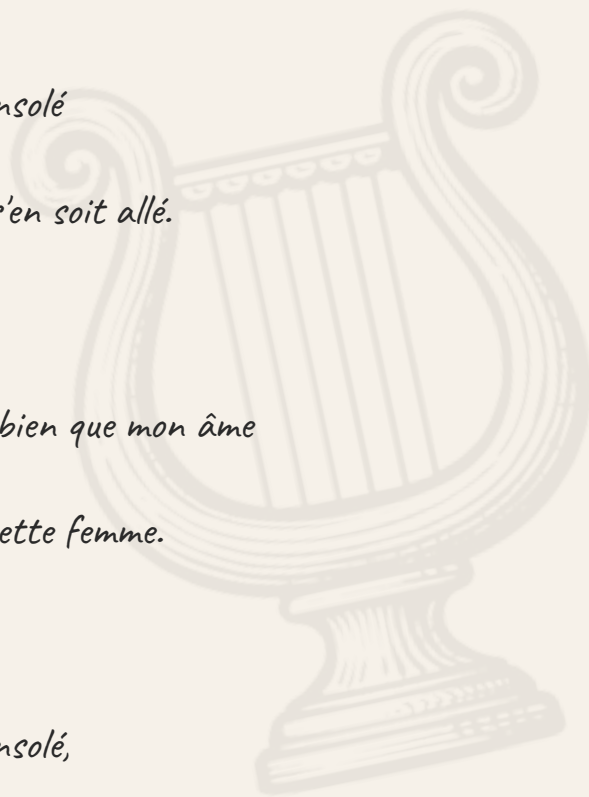 nsolé
s'en soit allé.
bien que mon âme
ette femme.
nsolé,